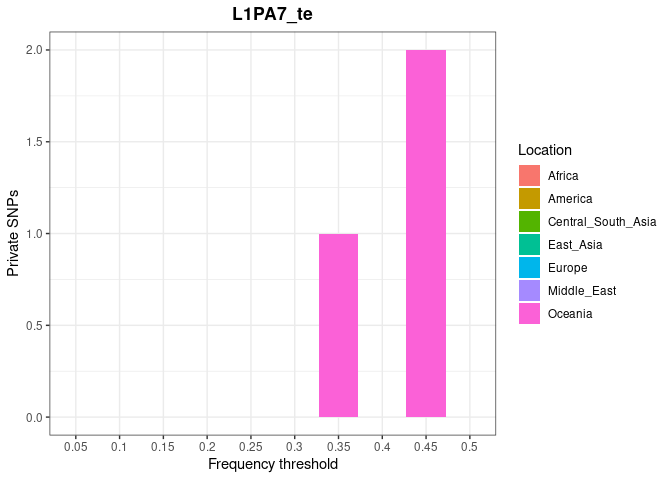 L1PA7_te
2.0
1.5
1.0
0.5
0.0
Private SNPs
0.05 0.1 0.15 0.2 0.25 0.3 0.35 0.4 0.45 0.5
Frequency threshold
Location
Africa
America
Central_South_Asia
East_Asia
Europe
Middle_East
Oceania